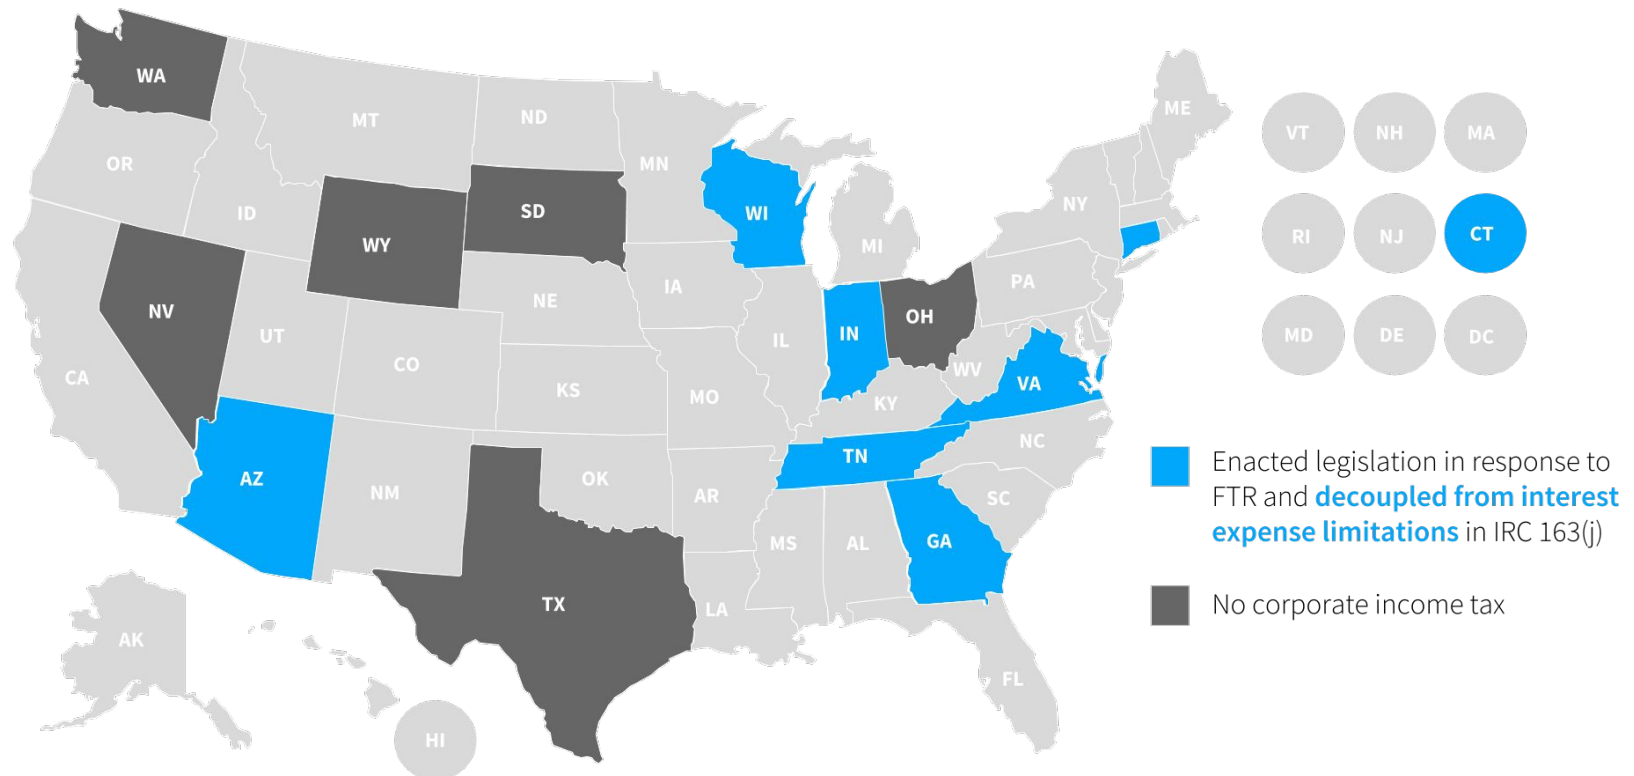 WA
MT
ND
ME
VT
NH
MA
OR
MN
ID
SD
WI
NY
WY
MI
RI
NJ
CT
NV
NE
IA
PA
UT
OH
IN
IL
MD
DE
DC
CA
CO
KS
MO
WV
VA
KY
AZ
NM
OK
TN
NC
AR
SC
MS
AL
GA
TX
LA
AK
FL
HI
Enacted legislation in response to
FTR and decoupled from interest
expense limitations in IRC 163(j)
No corporate income tax